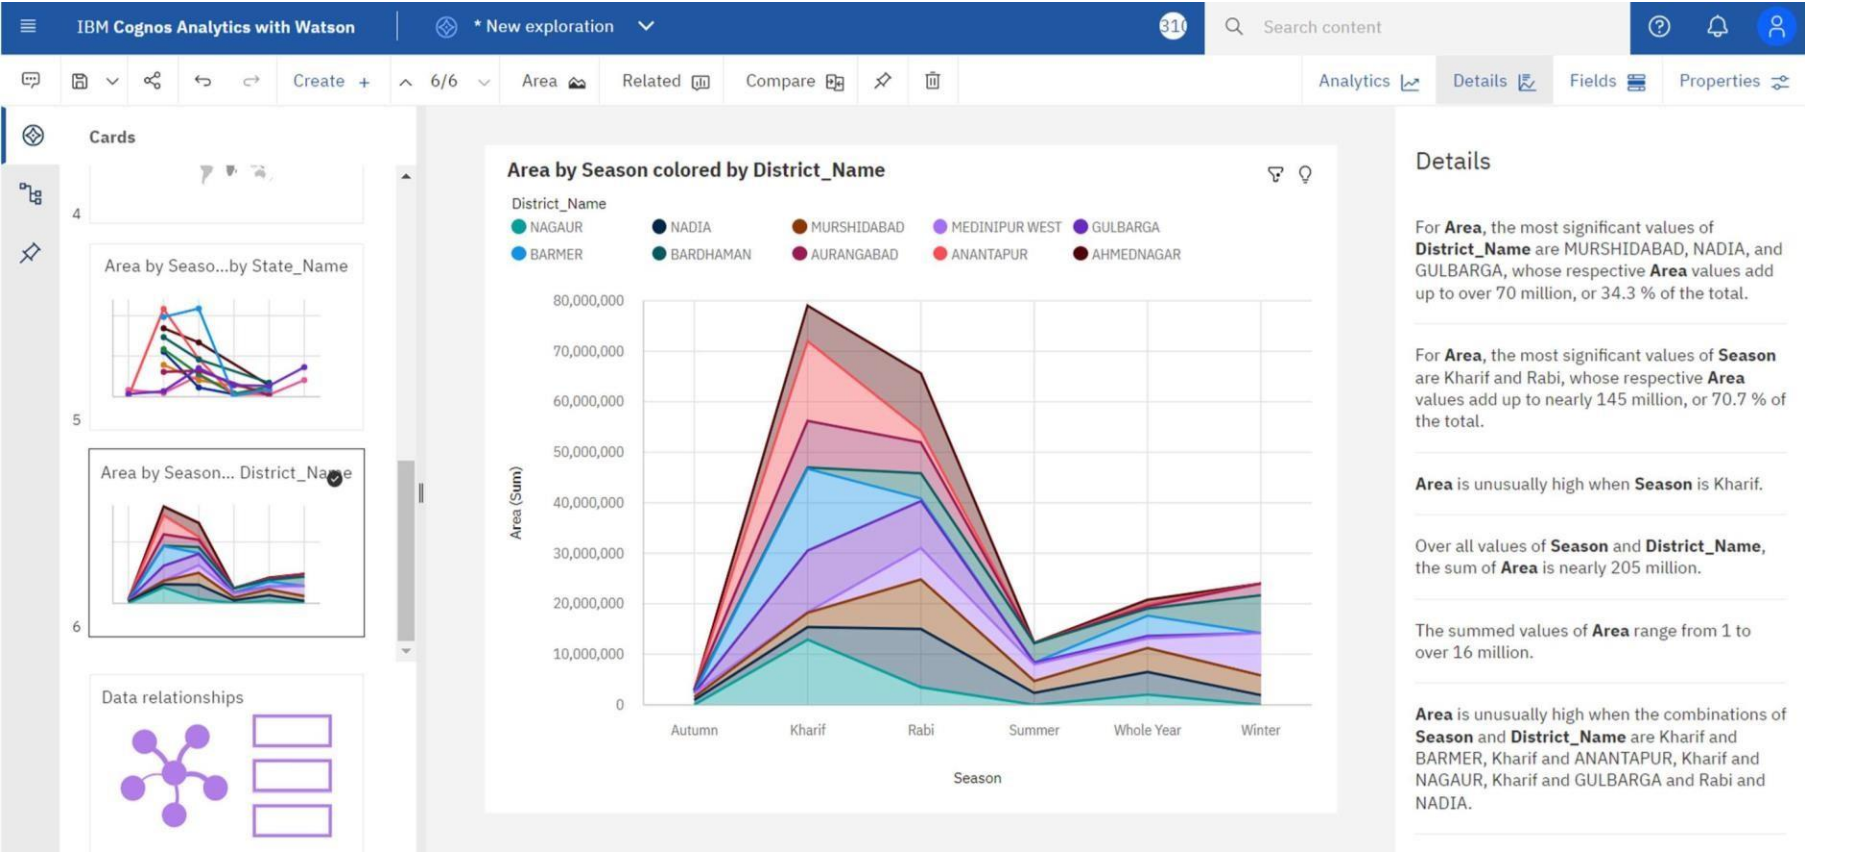 IBM Cognos Analytics with Watson
* New exploration
310
Search content
Create +
6/6
Area
Related
Compare
Analytics
Details
Fields
Properties
Cards
4
Area by Seaso...by State_Name
5
Area by Season... District_Name
6
Data relationships
Area by Season colored by District_Name
District_Name
NAGAUR NADIA MURSHIDABAD MEDINIPUR WEST GULBARGA
BARMER BARDHAMAN AURANGABAD ANANTAPUR AHMEDNAGAR
80,000,000
70,000,000
60,000,000
50,000,000
40,000,000
30,000,000
20,000,000
10,000,000
0
Area (Sum)
Autumn Kharif Rabi Summer Whole Year Winter
Season
Details
For Area, the most significant values of
District_Name are MURSHIDABAD, NADIA, and
GULBARGA, whose respective Area values add
up to over 70 million, or 34.3 % of the total.
For Area, the most significant values of Season
are Kharif and Rabi, whose respective Area
values add up to nearly 145 million, or 70.7 % of
the total.
Area is unusually high when Season is Kharif.
Over all values of Season and District_Name,
the sum of Area is nearly 205 million.
The summed values of Area range from 1 to
over 16 million.
Area is unusually high when the combinations of
Season and District_Name are Kharif and
BARMER, Kharif and ANANTAPUR, Kharif and
NAGAUR, Kharif and GULBARGA and Rabi and
NADIA.